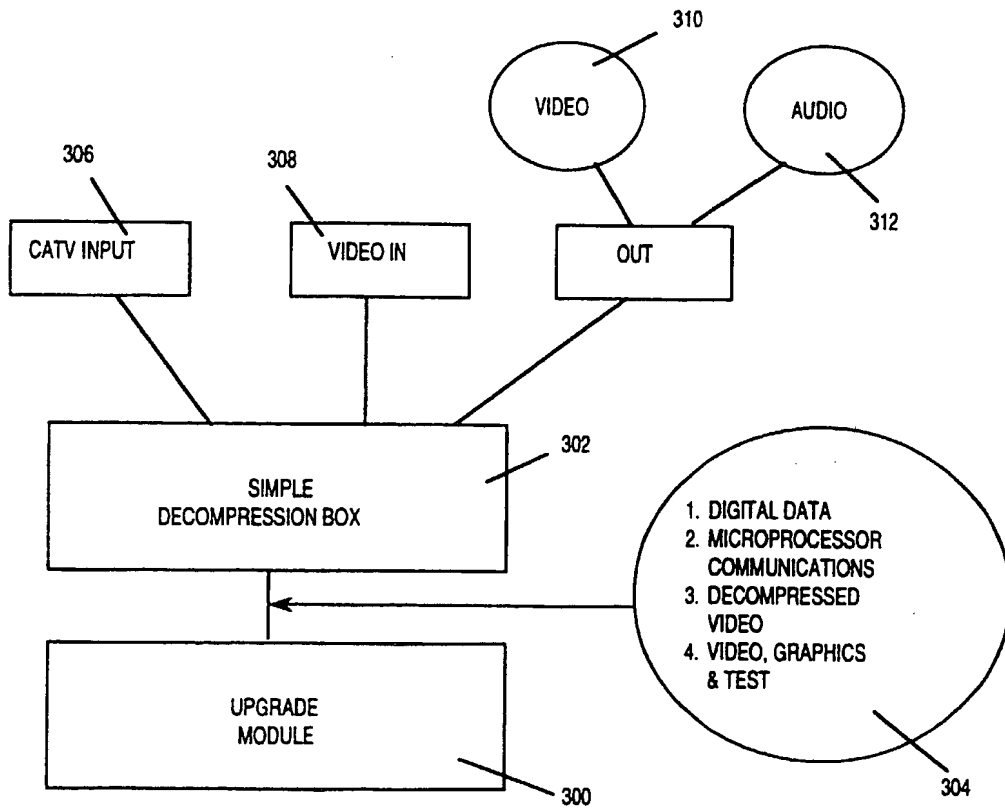 310
VIDEO
AUDIO
306
308
312
CATV INPUT
VIDEO IN
OUT
302
SIMPLE
DECOMPRESSION BOX
1. DIGITAL DATA
2. MICROPROCESSOR
COMMUNICATIONS
3. DECOMPRESSED
VIDEO
4. VIDEO, GRAPHICS
& TEST
UPGRADE
MODULE
300
304